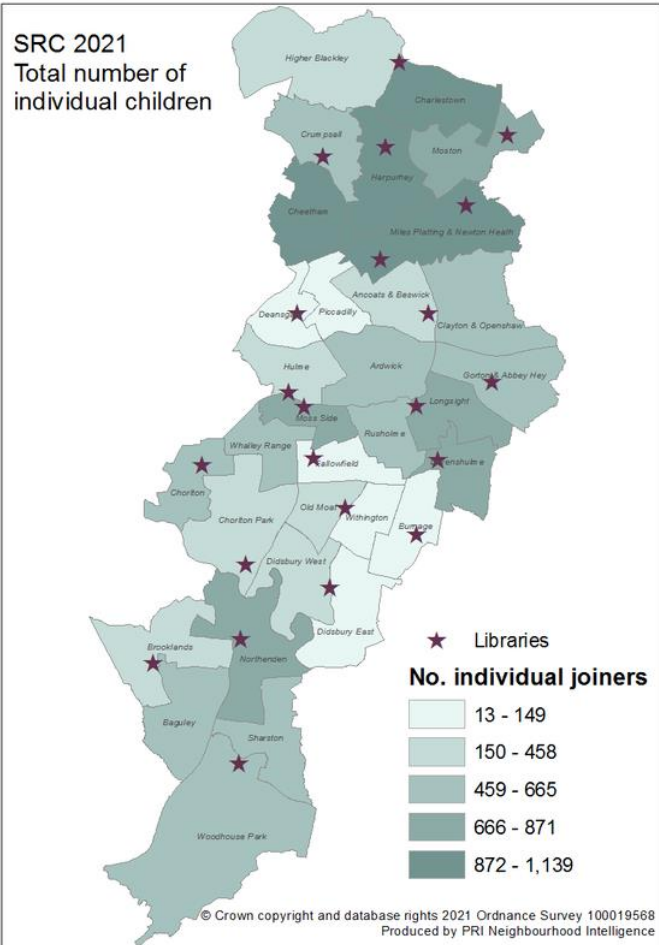 SRC 2021
Total number of
individual children
Higher Blackley
Charlestown
Crumpsall
Moston
Harpurhey
Cheetham
Miles Platting & Newton Heath
Ancoats & Beswick
Deansgate
Piccadilly
Clayton & Openshaw
Hulme
Ardwick
Gorton & Abbey Hey
Longsight
Moss Side
Rusholme
Whalley Range
Fallowfield
Levenshulme
Chorlton
Old Moat
Withington
Chorlton Park
Burnage
Didsbury West
Didsbury East
Brooklands
Northenden
Baguley
Sharston
Woodhouse Park
Libraries
No. individual joiners
13 - 149
150 - 458
459 - 665
666 - 871
872 - 1,139
© Crown copyright and database rights 2021 Ordnance Survey 100019568
Produced by PRI Neighbourhood Intelligence